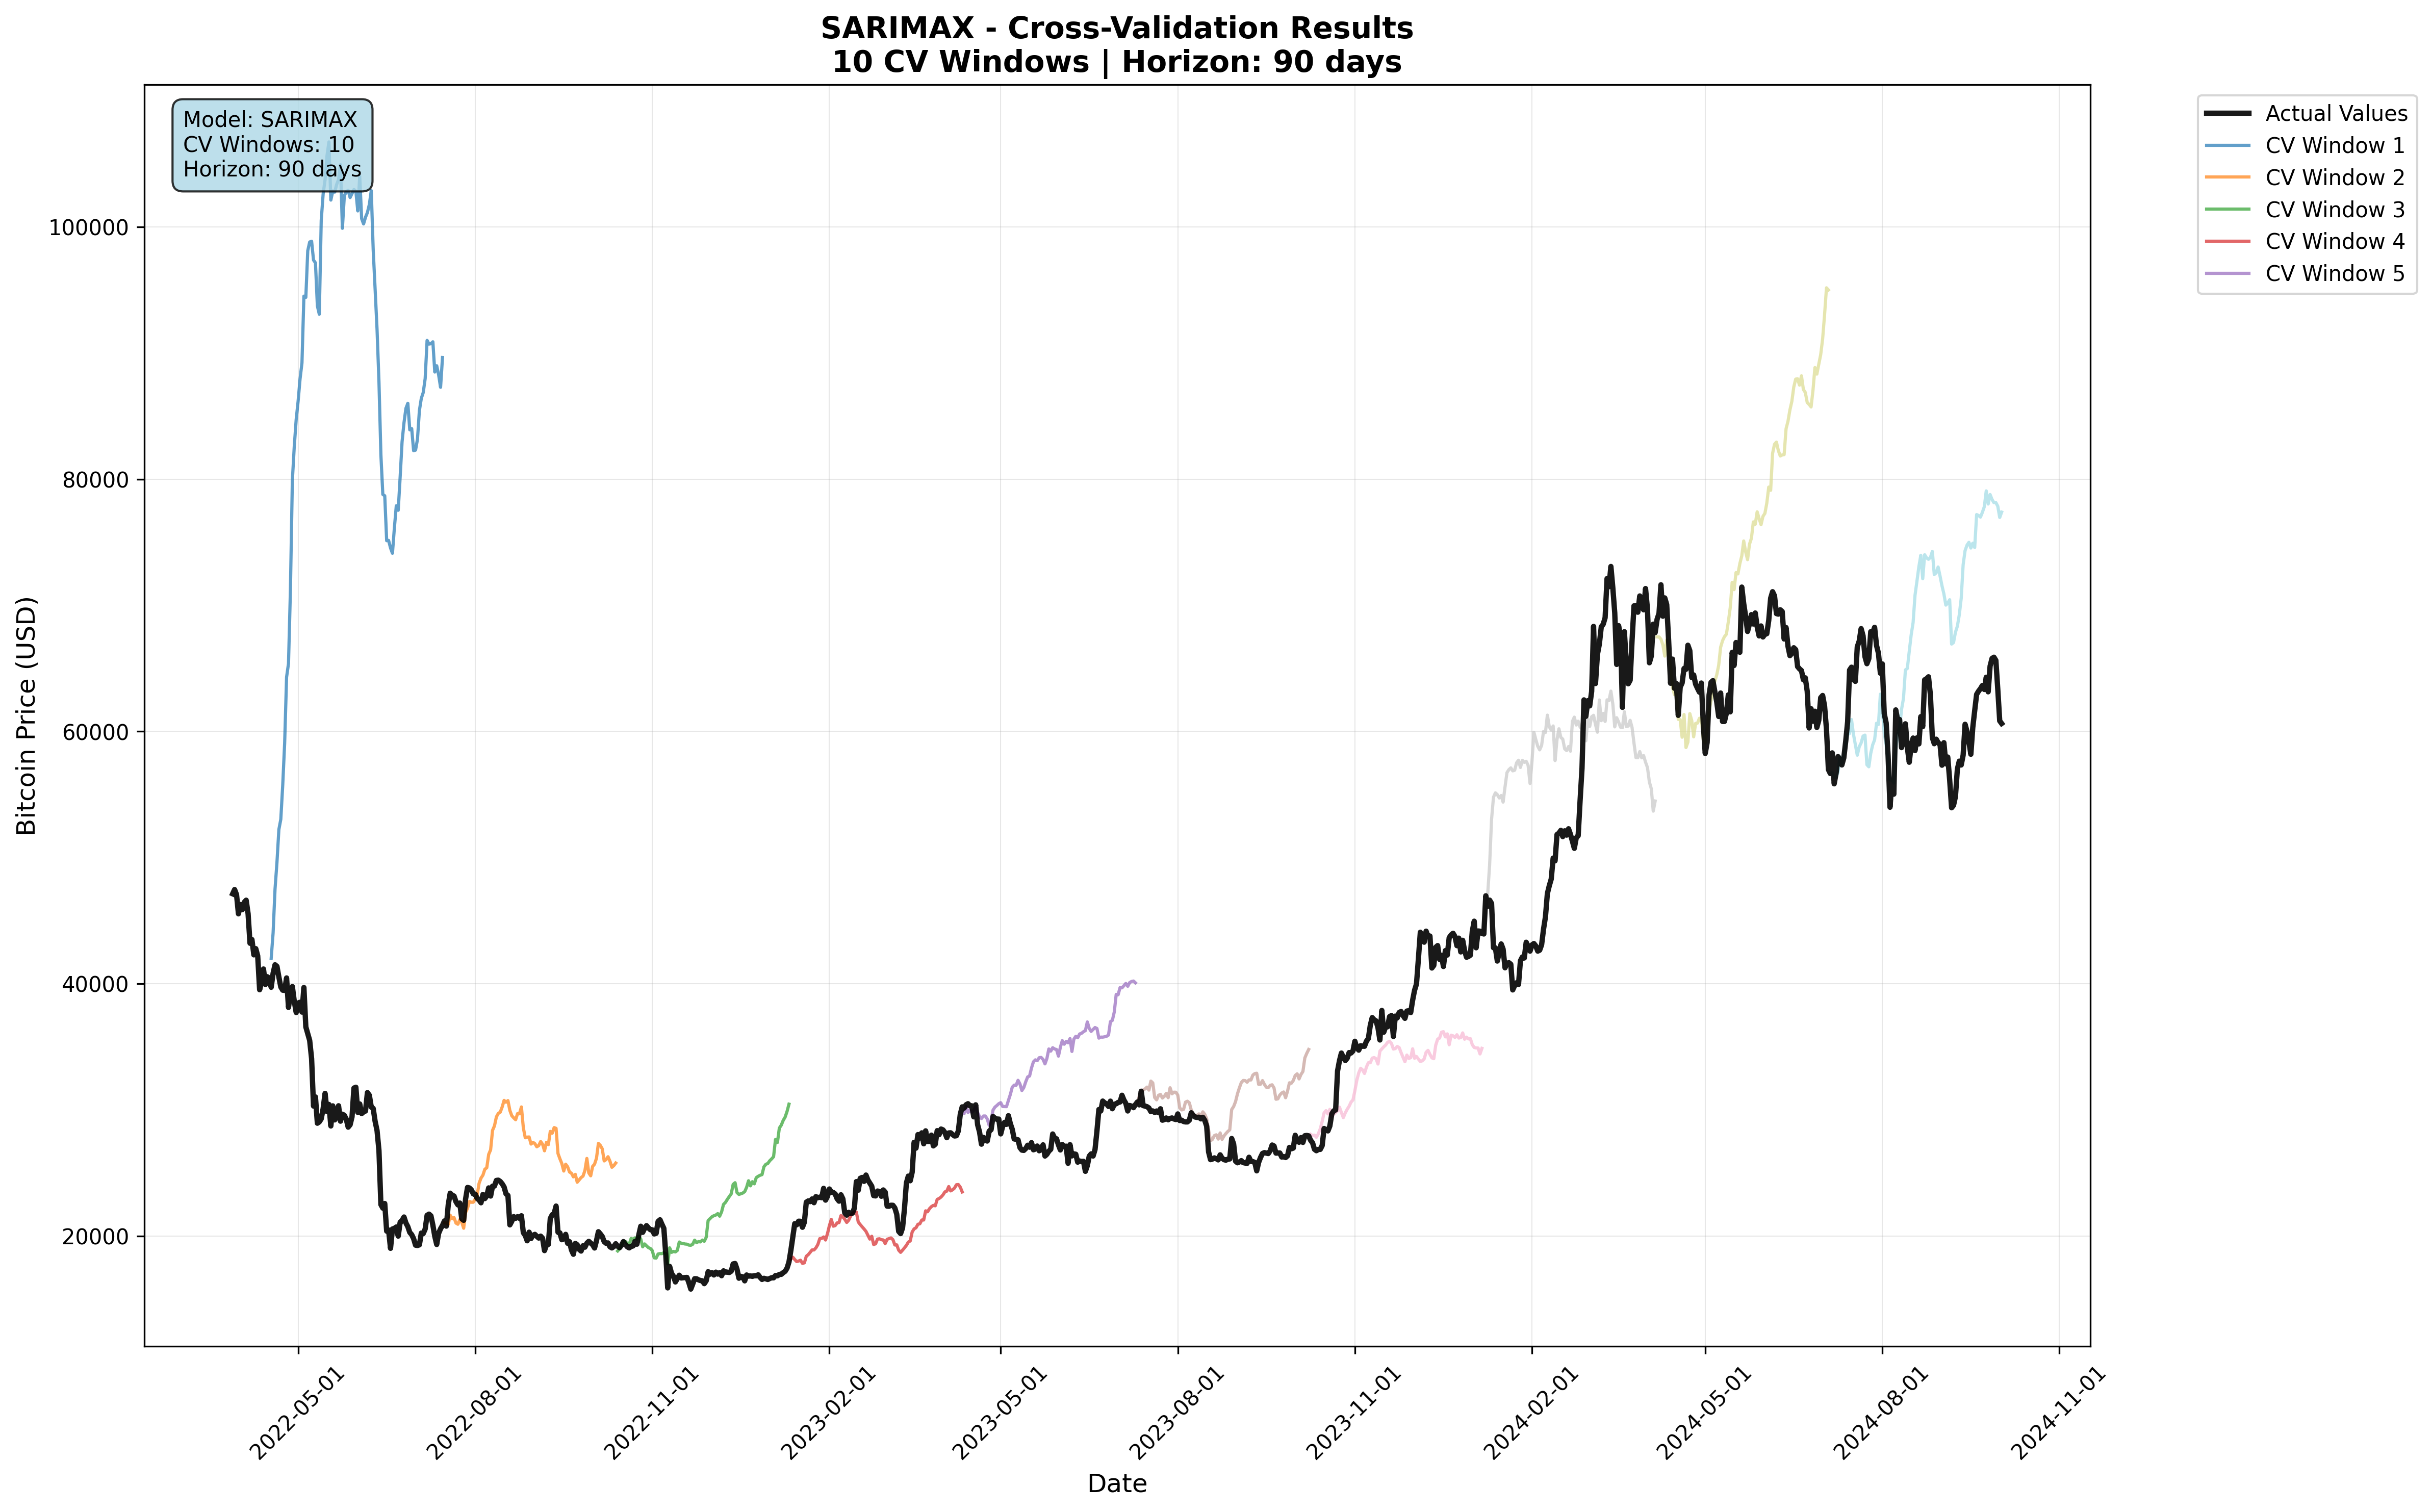 SARIMAX - Cross-Validation Results
10 CV Windows | Horizon: 90 days
Model: SARIMAX
CV Windows: 10
Horizon: 90 days
Actual Values
CV Window 1
CV Window 2
CV Window 3
CV Window 4
CV Window 5
Bitcoin Price (USD)
100000
80000
60000
40000
20000
2022-05-01
2022-08-01
2022-11-01
2023-02-01
2023-05-01
2023-08-01
2023-11-01
2024-02-01
2024-05-01
2024-08-01
2024-11-01
Date